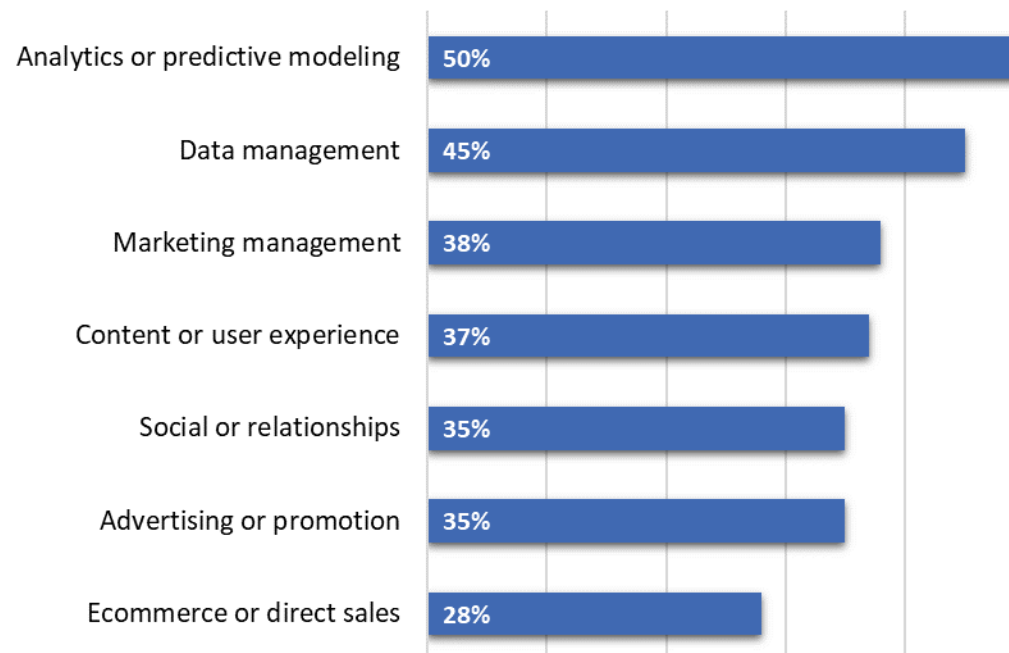 Analytics or predictive modeling 50%
Data management 45%
Marketing management 38%
Content or user experience 37%
Social or relationships 35%
Advertising or promotion 35%
Ecommerce or direct sales 28%